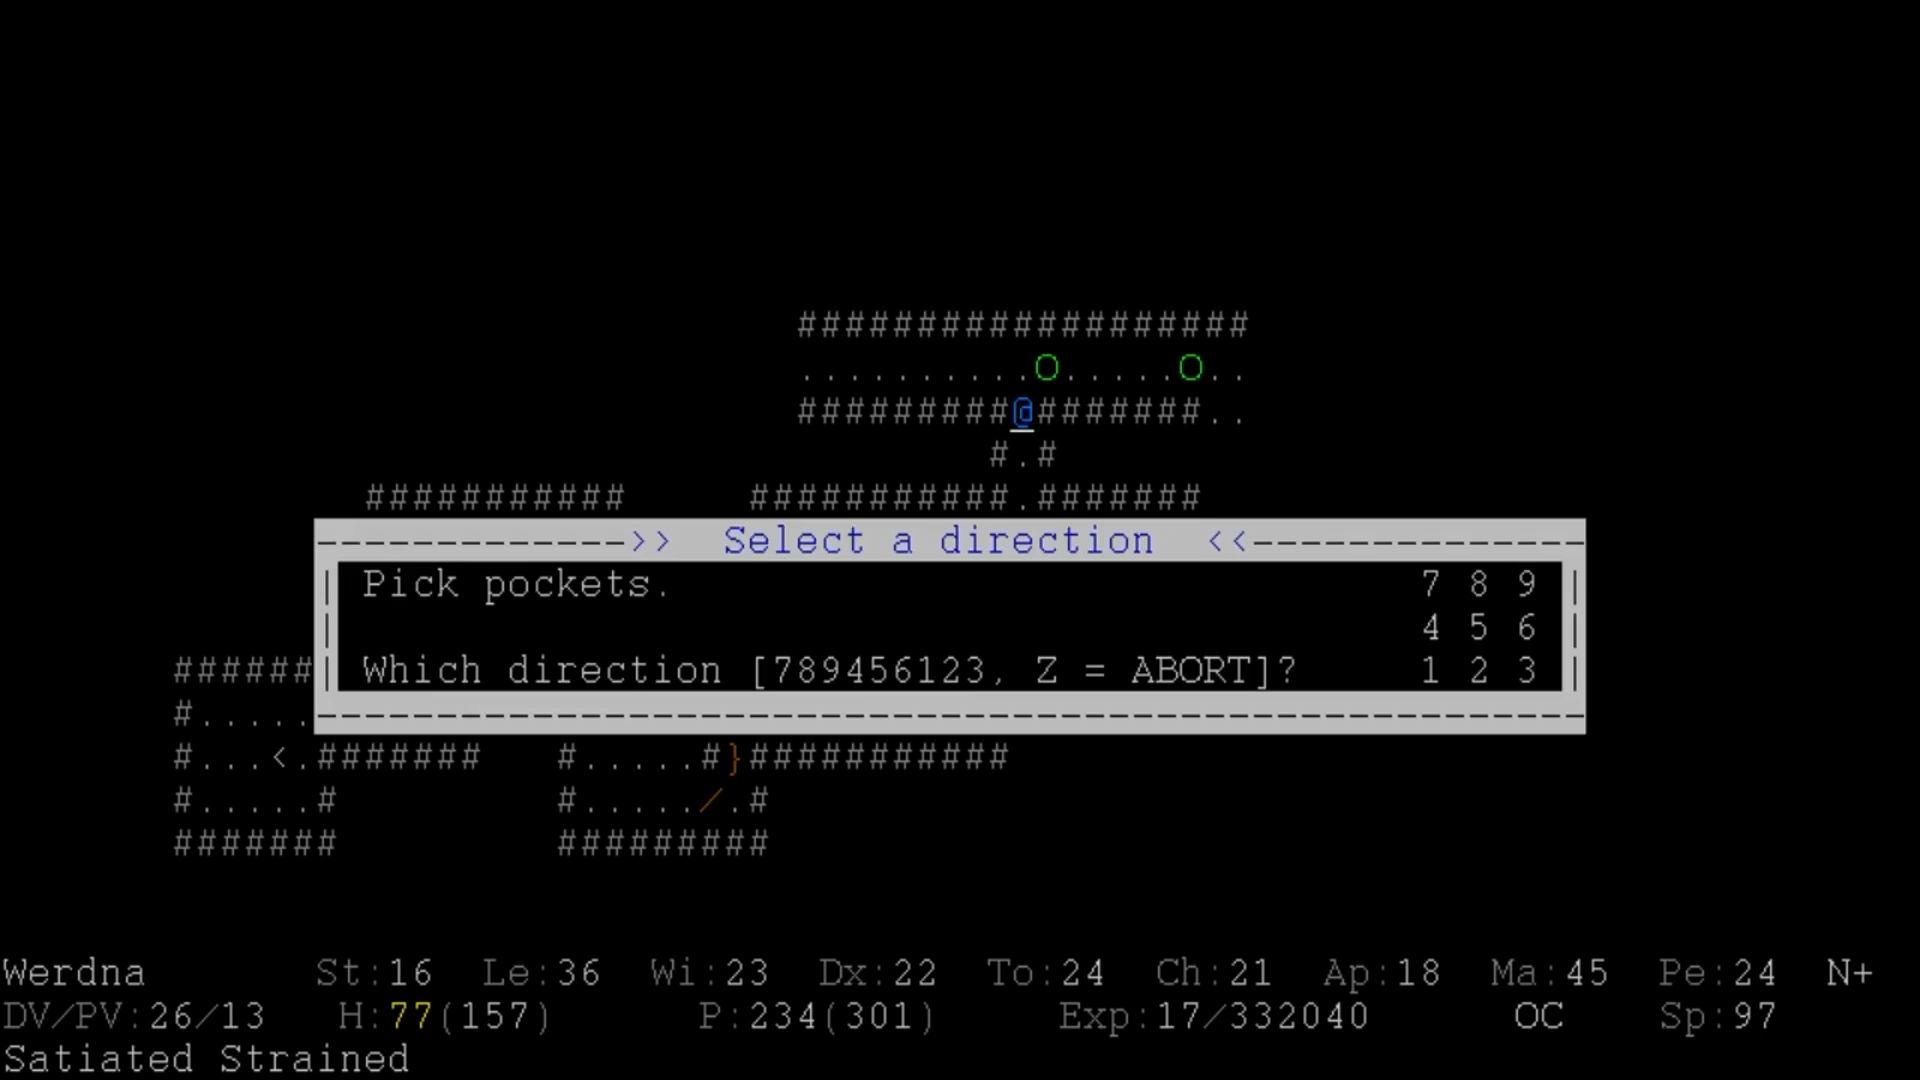 ###################
..........O.....O..
#########@#######..
#.#
########### ###########.#######
------------->> Select a direction <<--------------
|Pick pockets. 7 8 9|
| 4 5 6|
######|Which direction [789456123, Z = ABORT]? 1 2 3|
#.....-----------------------------------------------------
#...<.####### #.....#}###########
#.....# #...../.#
####### #########
Werdna St:16 Le:36 Wi:23 Dx:22 To:24 Ch:21 Ap:18 Ma:45 Pe:24 N+
DV/PV:26/13 H:77(157) P:234(301) Exp:17/332040 OC Sp:97
Satiated Strained